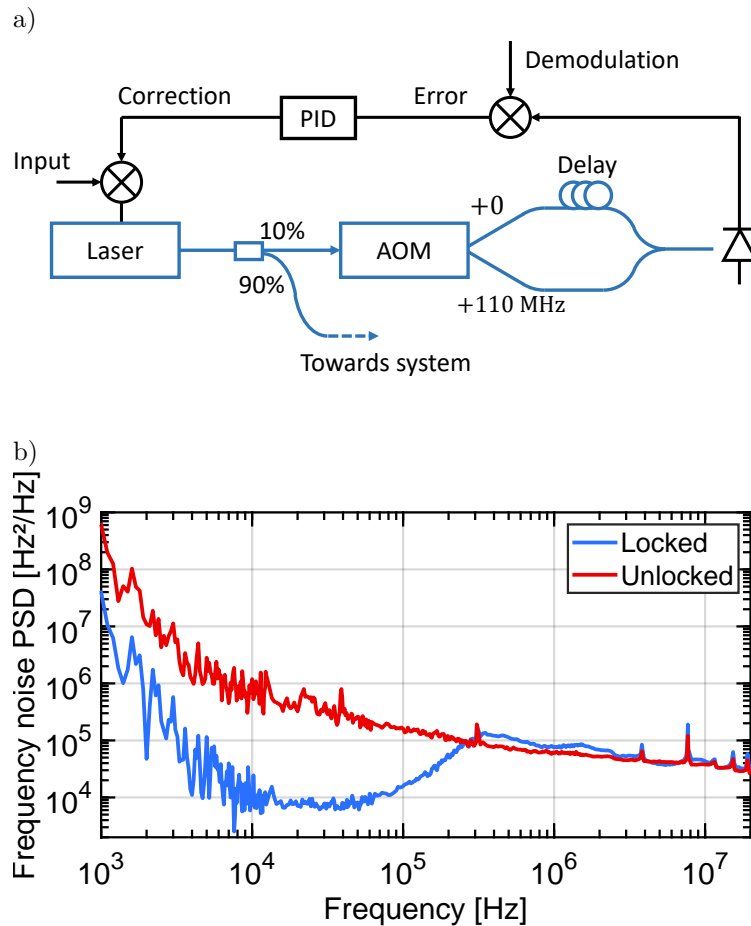 a)
Demodulation
Correction
PID
Error
Input
Delay
+0
Laser
10%
AOM
90%
+110 MHz
Towards system
b)
Frequency noise PSD [Hz²/Hz]
10⁹
10⁸
10⁷
10⁶
10⁵
10⁴
Locked
Unlocked
10³
10⁴
10⁵
10⁶
10⁷
Frequency [Hz]